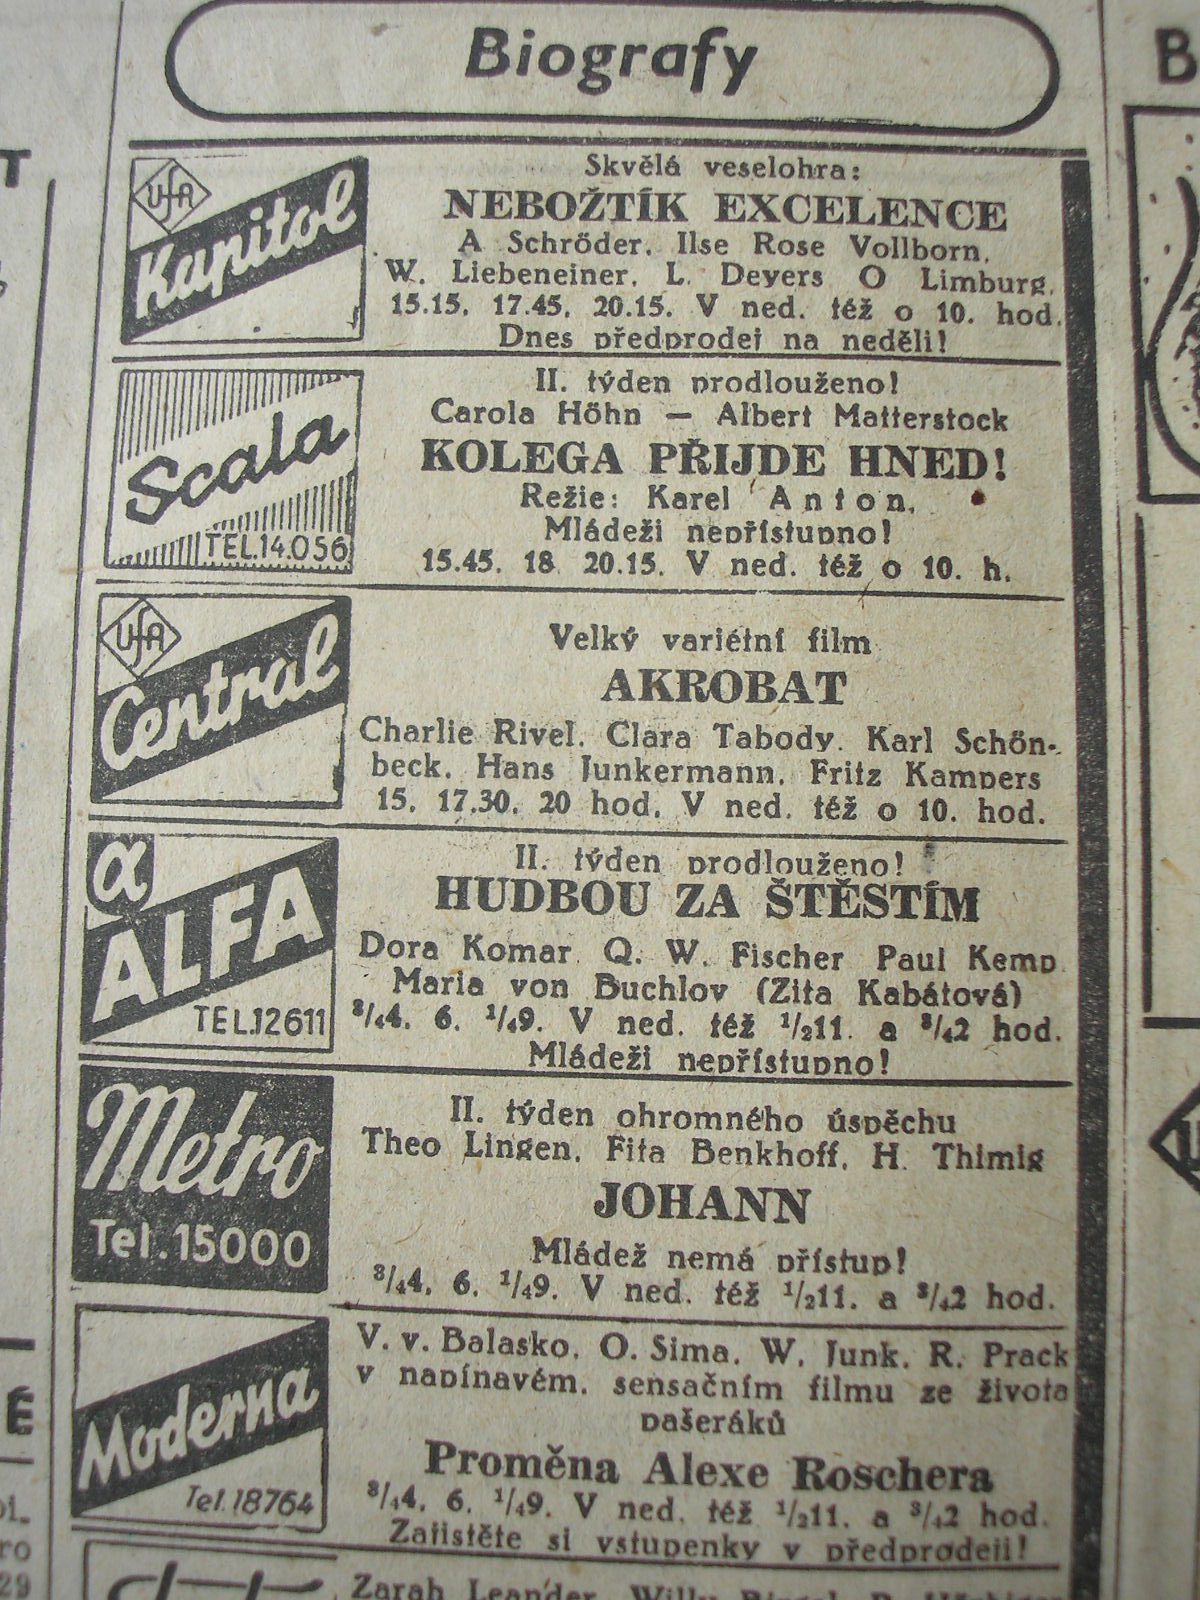 Biografy
UFA
Kapitol
Skvělá veselohra:
NEBOŽTÍK EXCELENCE
A Schröder, Ilse Rose Vollborn,
W. Liebeneiner, L. Deyers O Limburg,
15.15, 17.45, 20.15. V ned. též o 10. hod.
Dnes předprodej na neděli!
Scala
TEL.14.056
II. týden prodlouženo!
Carola Höhn — Albert Matterstock
KOLEGA PŘIJDE HNED!
Režie: Karel Anton,
Mládeži nepřístupno!
15.45, 18 20.15. V ned. též o 10. h.
UFA
Central
Velký variétní film
AKROBAT
Charlie Rivel, Clara Tabody, Karl Schön-
beck, Hans Junkermann, Fritz Kampers
15, 17.30, 20 hod. V ned. též o 10. hod.
α
ALFA
TEL.12611
II. týden prodlouženo!
HUDBOU ZA ŠTĚSTÍM
Dora Komar Q. W. Fischer Paul Kemp
Maria von Buchlov (Zita Kabátová)
3/44, 6, 1/49. V ned. též 1/211. a 3/42 hod.
Mládeži nepřístupno!
Metro
Tel.15000
II. týden ohromného úspěchu
Theo Lingen, Fita Benkhoff, H. Thimig
JOHANN
Mládež nemá přístup!
3/44, 6, 1/49. V ned. též 1/211. a 3/42 hod.
Moderna
Tel.18764
V. v. Balasko, O. Sima, W. Junk, R. Prack
v napínavém, sensačním filmu ze života
pašeráků
Proměna Alexe Roschera
3/44, 6, 1/49. V ned. též 1/211. a 3/42 hod.
Zajistěte si vstupenky v předprodeji!
Zarah Leander, Willy